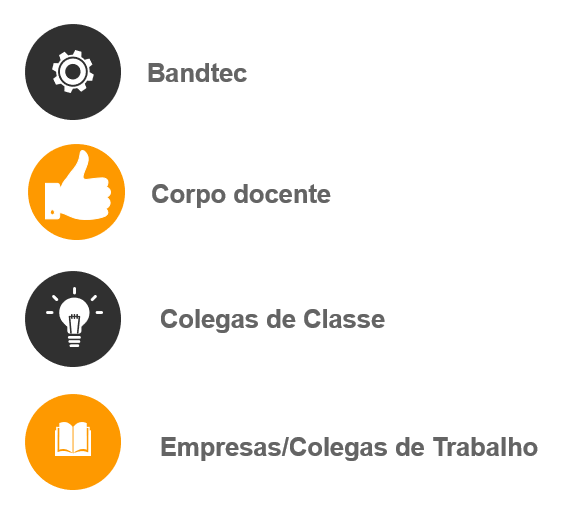 Bandtec
Corpo docente
Colegas de Classe
Empresas/Colegas de Trabalho